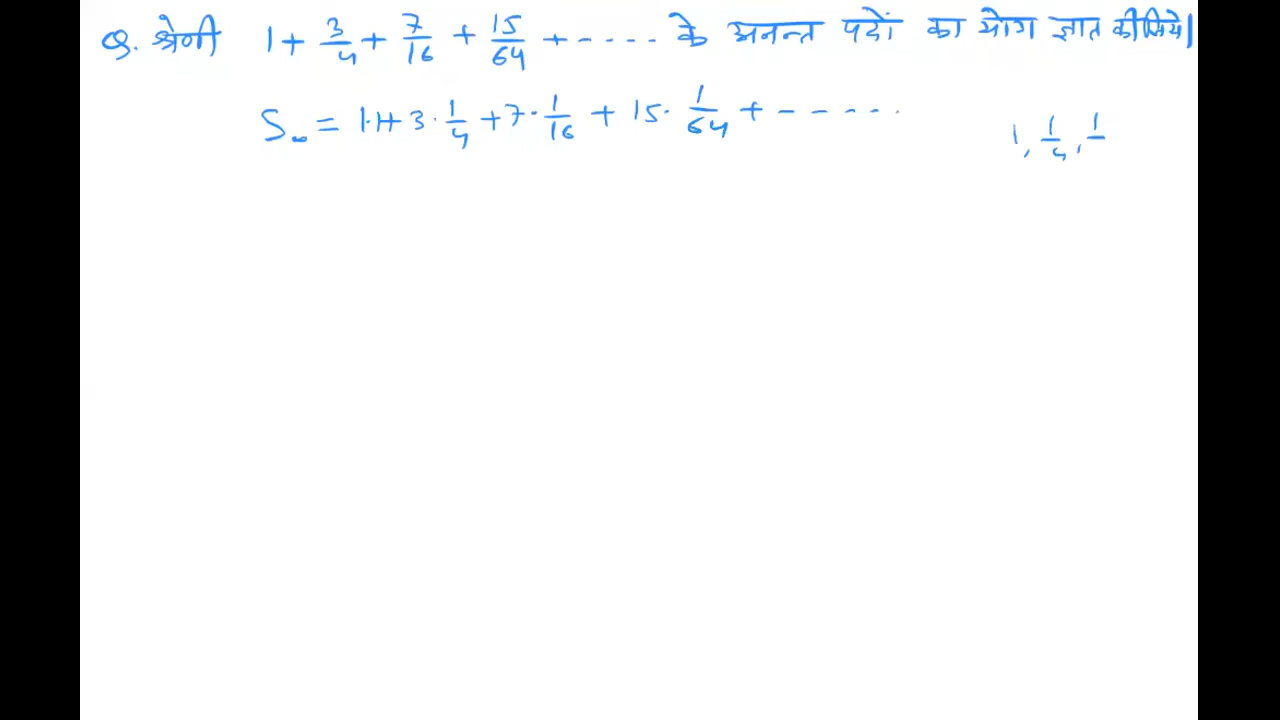 Q. श्रेणी 1 + 3/4 + 7/16 + 15/64 + ----- के अनन्त पदों का योग ज्ञात कीजिये।
S∞ = 1·1 + 3·1/4 + 7·1/16 + 15·1/64 + ------
1, 1/4, 1/